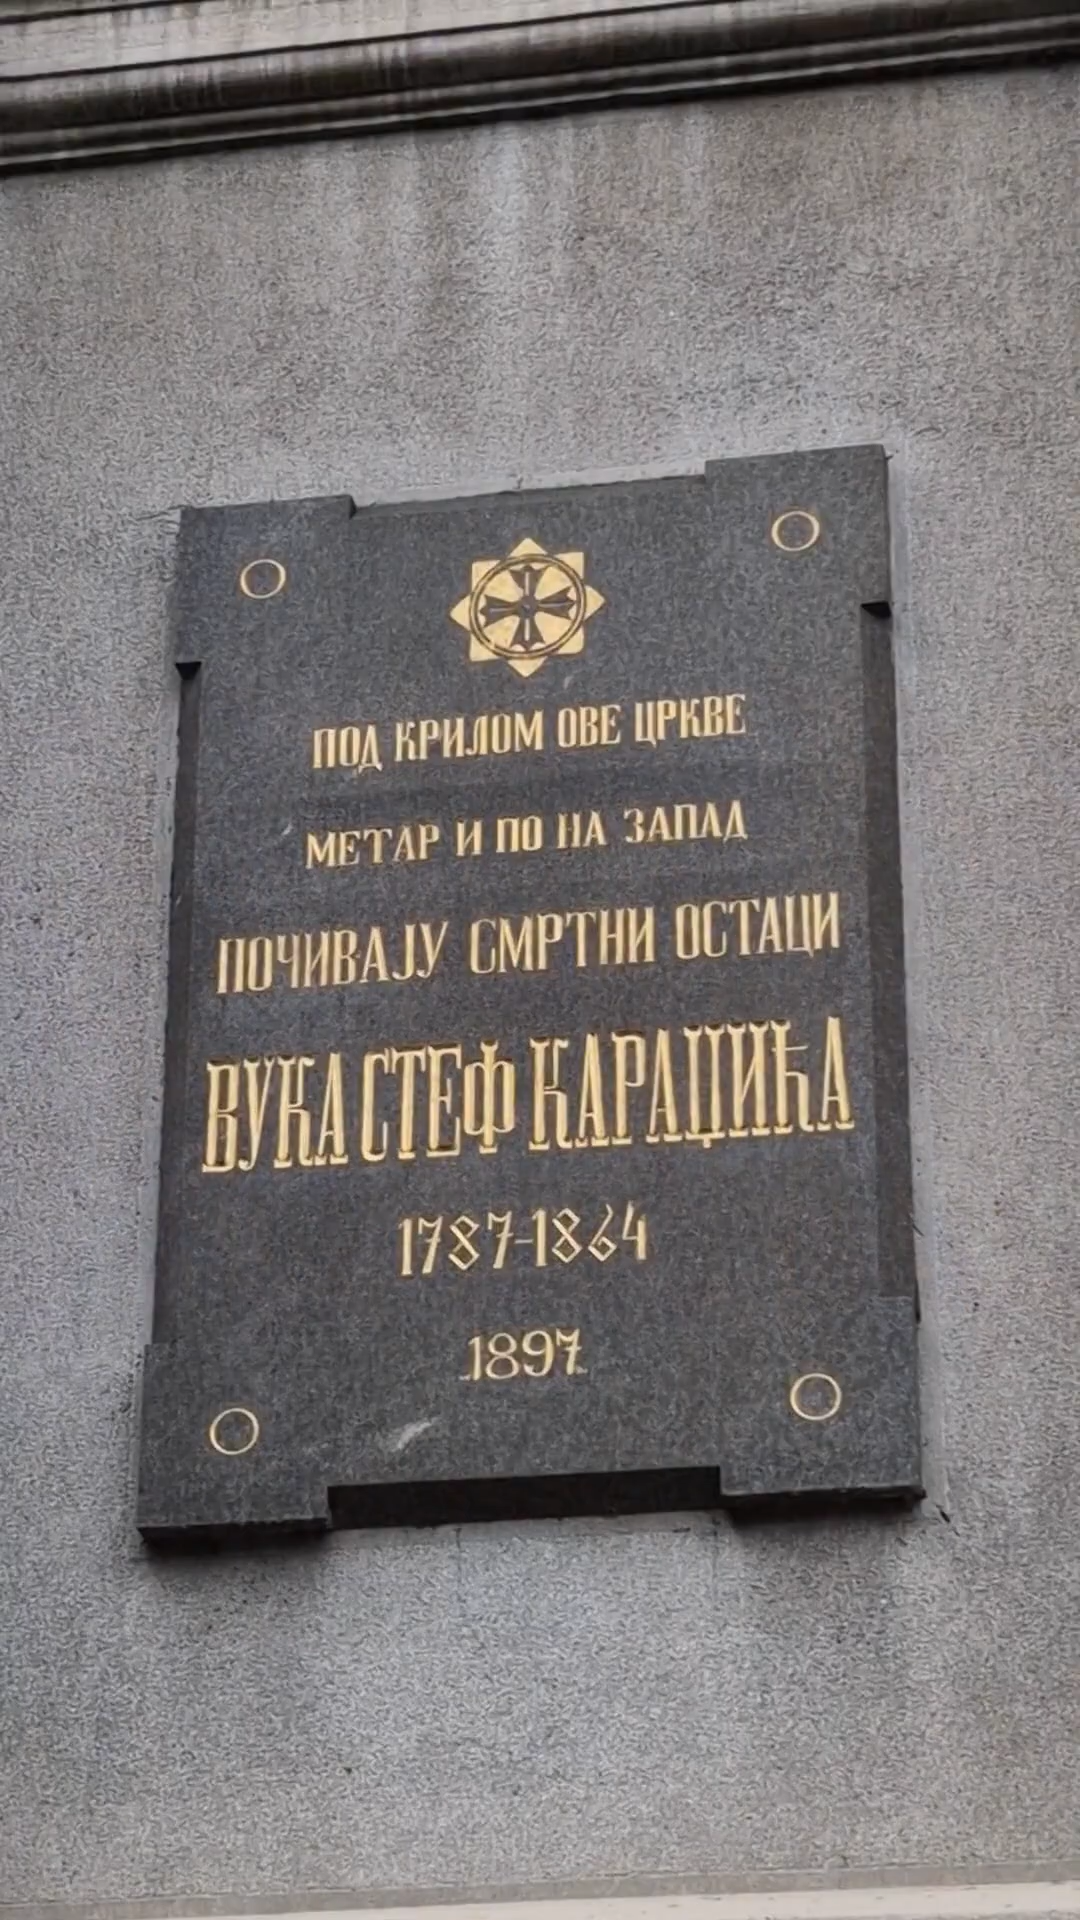 ПОД КРИЛОМ ОВЕ ЦРКВЕ
МЕТАР И ПО НА ЗАПАД
ПОЧИВАЈУ СМРТНИ ОСТАЦИ
ВУКА СТЕФ КАРАЏИЋА
1787-1864
1897